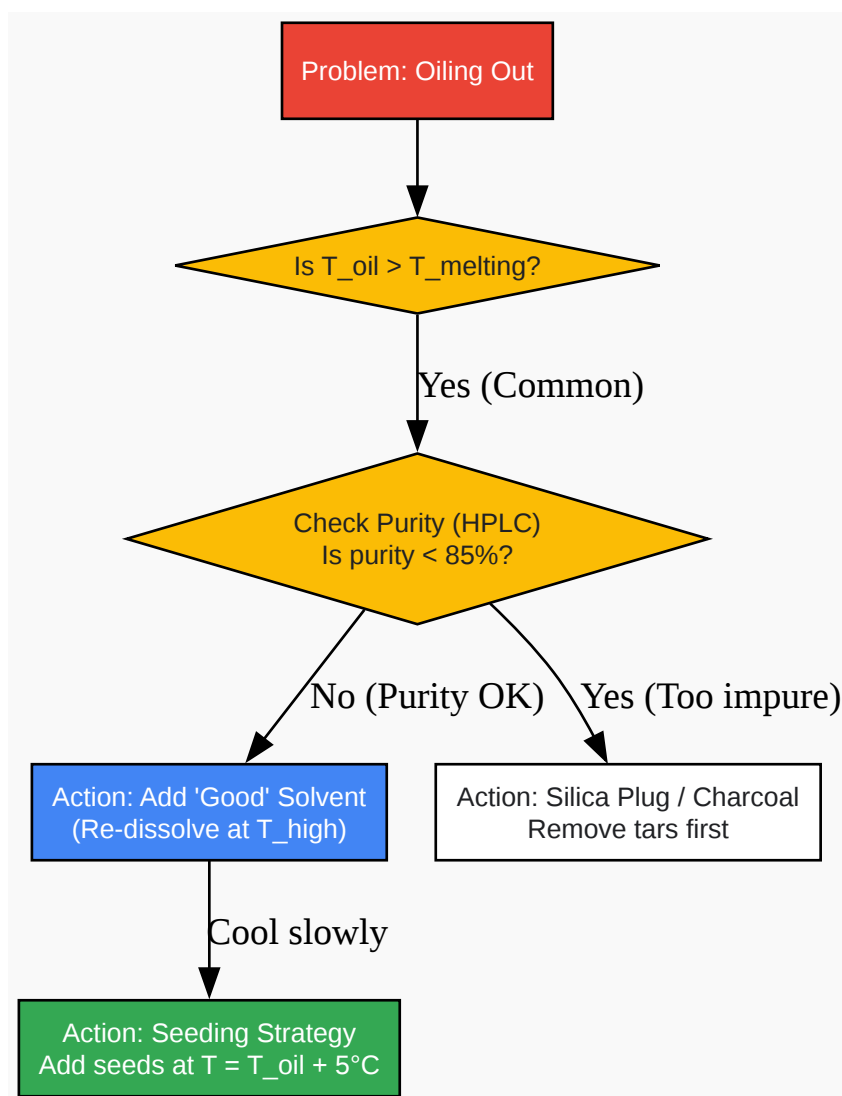 Problem: Oiling Out
Is T_oil > T_melting?
Yes (Common)
Check Purity (HPLC)
Is purity < 85%?
No (Purity OK)
Yes (Too impure)
Action: Add 'Good' Solvent
(Re-dissolve at T_high)
Action: Silica Plug / Charcoal
Remove tars first
Cool slowly
Action: Seeding Strategy
Add seeds at T = T_oil + 5°C